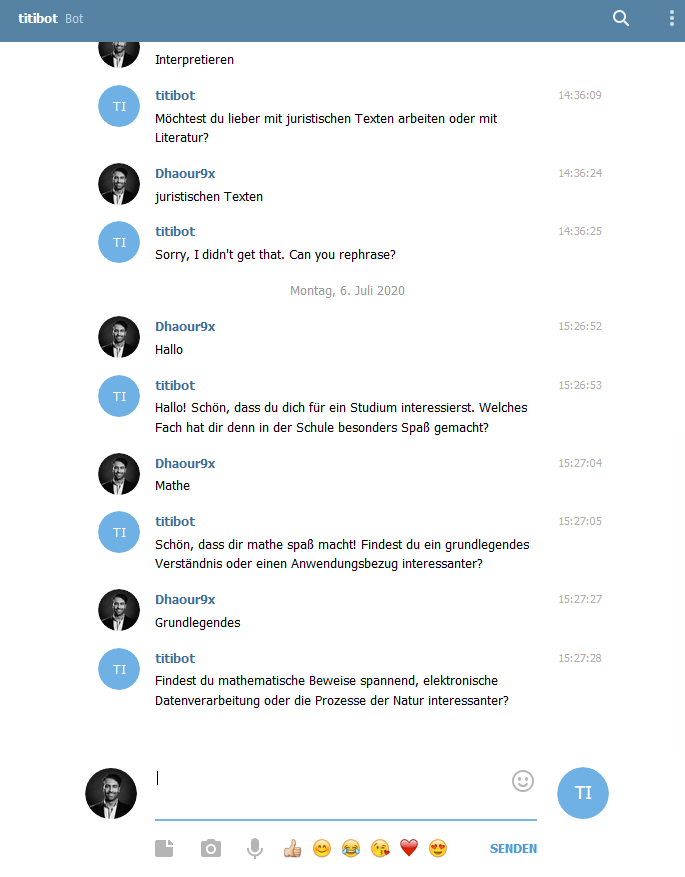 titibot Bot
Interpretieren
titibot 14:36:09
TI
Möchtest du lieber mit juristischen Texten arbeiten oder mit
Literatur?
Dhaour9x 14:36:24
juristischen Texten
titibot 14:36:25
TI
Sorry, I didn't get that. Can you rephrase?
Montag, 6. Juli 2020
Dhaour9x 15:26:52
Hallo
titibot 15:26:53
TI
Hallo! Schön, dass du dich für ein Studium interessierst. Welches
Fach hat dir denn in der Schule besonders Spaß gemacht?
Dhaour9x 15:27:04
Mathe
titibot 15:27:05
TI
Schön, dass dir mathe spaß macht! Findest du ein grundlegendes
Verständnis oder einen Anwendungsbezug interessanter?
Dhaour9x 15:27:27
Grundlegendes
titibot 15:27:28
TI
Findest du mathematische Beweise spannend, elektronische
Datenverarbeitung oder die Prozesse der Natur interessanter?
TI
SENDEN